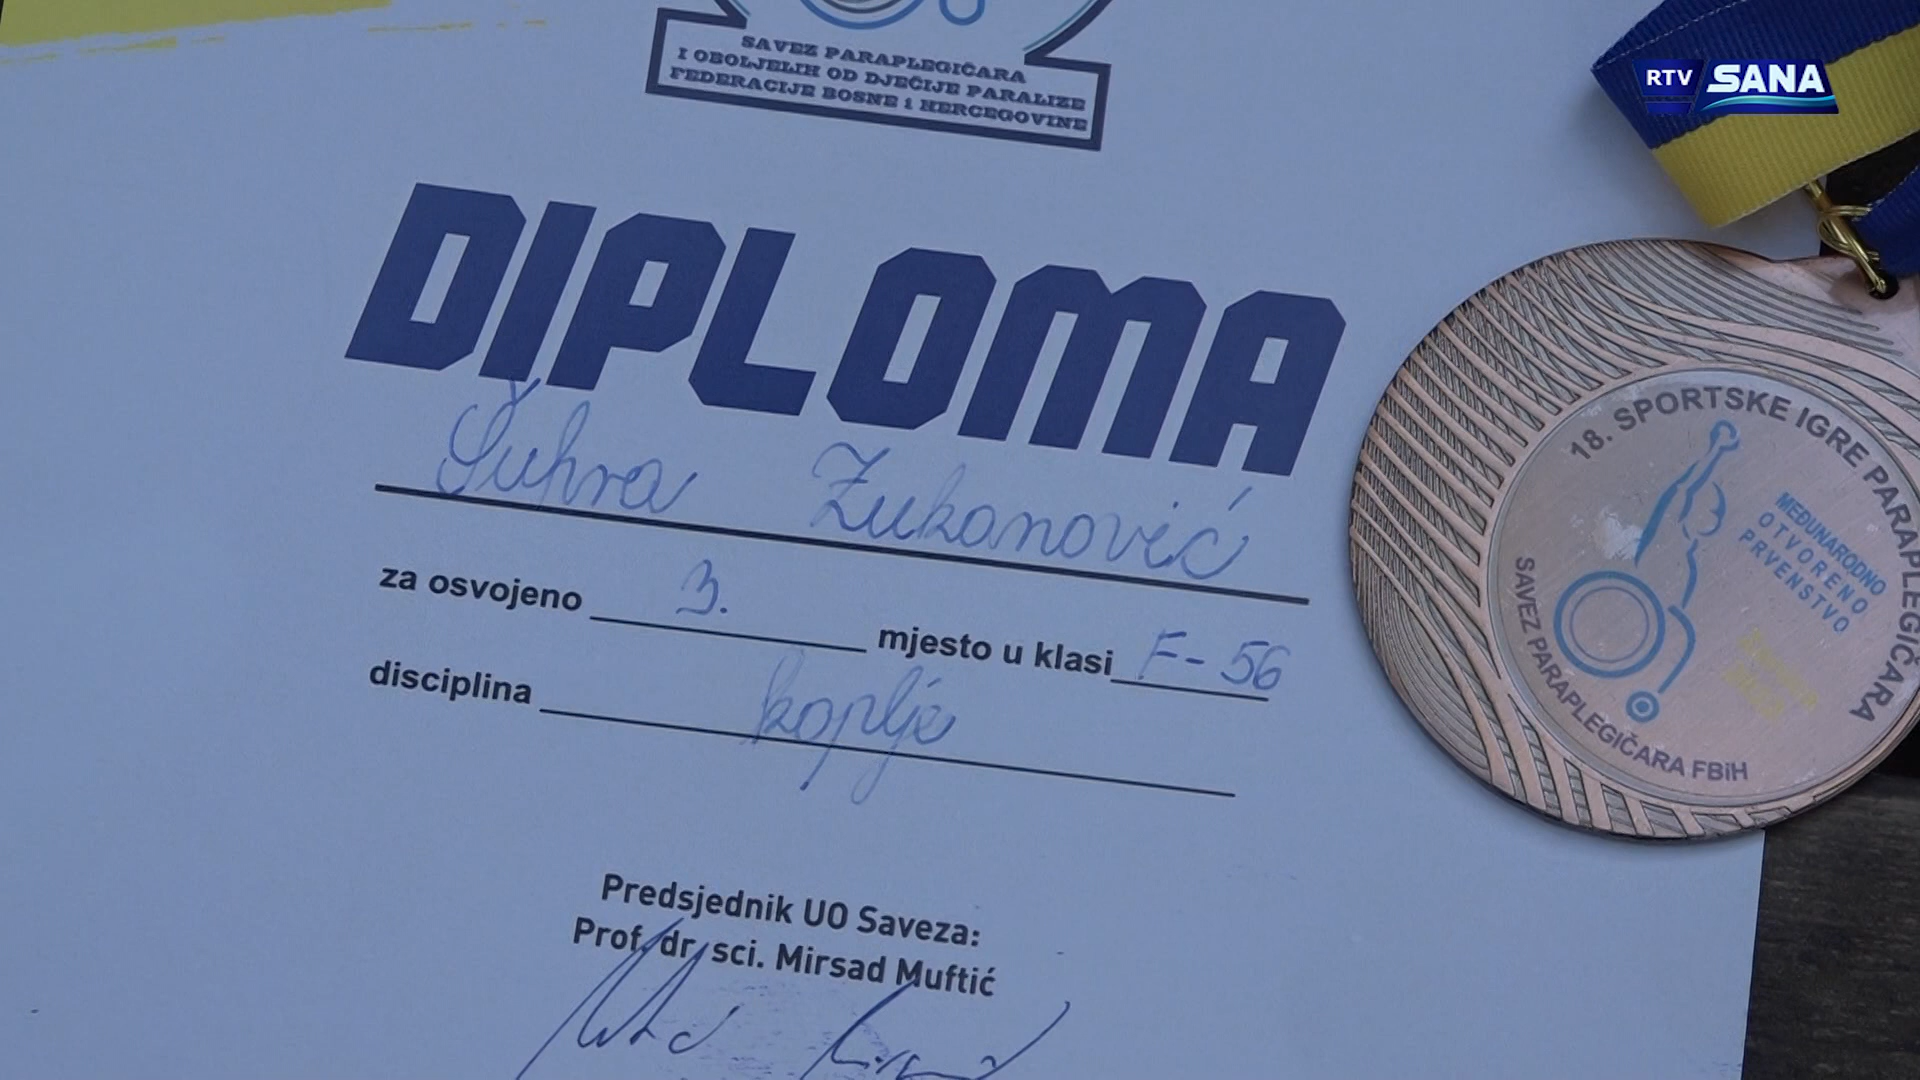 SAVEZ PARAPLEGIČARA
I OBOLJELIH OD DJEČIJE PARALIZE
FEDERACIJE BOSNE i HERCEGOVINE
RTV SANA
DIPLOMA
Šuhra Zukanović
za osvojeno 3. mjesto u klasi F-56
disciplina koplje
Predsjednik UO Saveza:
Prof. dr. sci. Mirsad Muftić
18. SPORTSKE IGRE PARAPLEGIČARA
MEĐUNARODNO
OTVORENO
PRVENSTVO
SAVEZ PARAPLEGIČARA FBiH